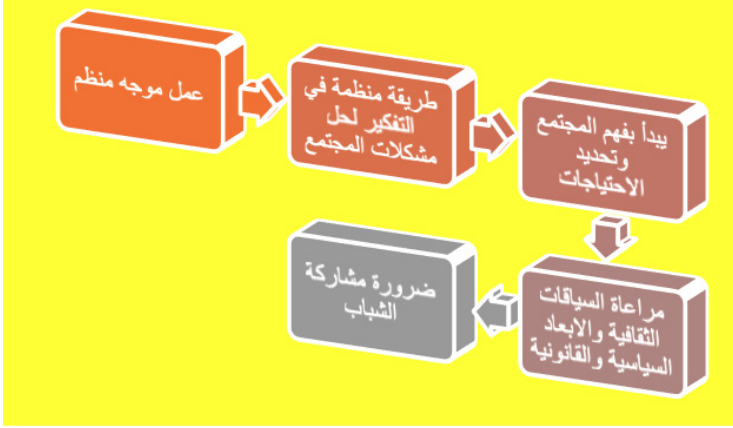 عمل موجه منظم
طريقة منظمة في
التفكير لحل
مشكلات المجتمع
يبدأ بفهم المجتمع
وتحديد
الاحتياجات
مراعاة السياقات
الثقافية والابعاد
السياسية والقانونية
ضرورة مشاركة
الشباب